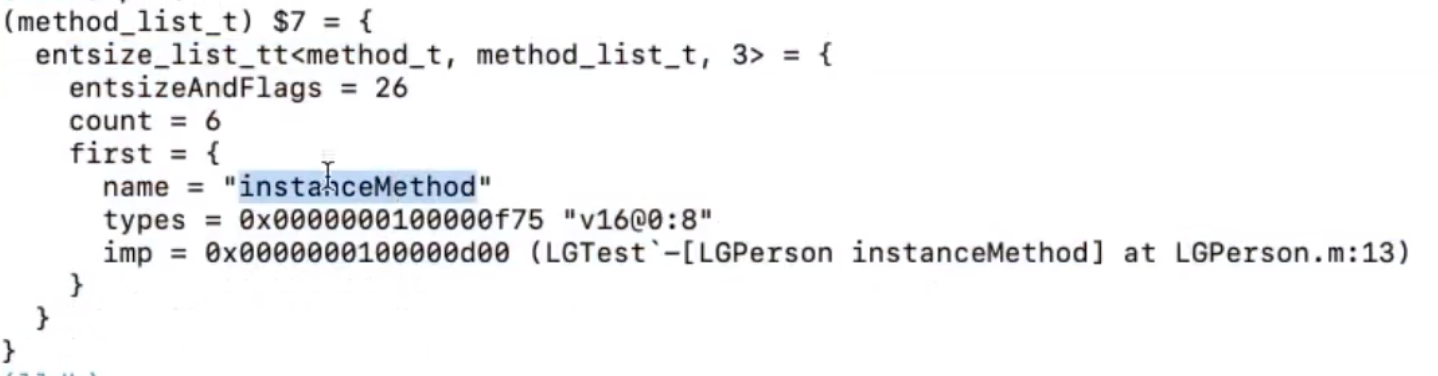 (method_list_t) $7 = {
  entsize_list_tt<method_t, method_list_t, 3> = {
    entsizeAndFlags = 26
    count = 6
    first = {
      name = "instanceMethod"
      types = 0x0000000100000f75 "v16@0:8"
      imp = 0x0000000100000d00 (LGTest`-[LGPerson instanceMethod] at LGPerson.m:13)
    }
  }
}